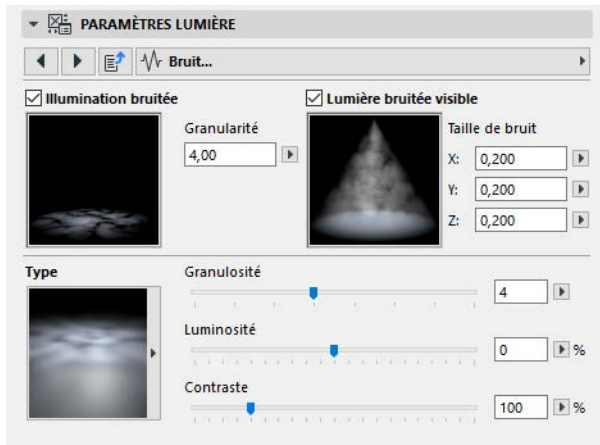 PARAMÈTRES LUMIÈRE
Bruit...
Illumination bruitée
Lumière bruitée visible
Granularité
4,00
Taille de bruit
X: 0,200
Y: 0,200
Z: 0,200
Type
Granulosité
4
Luminosité
0 %
Contraste
100 %